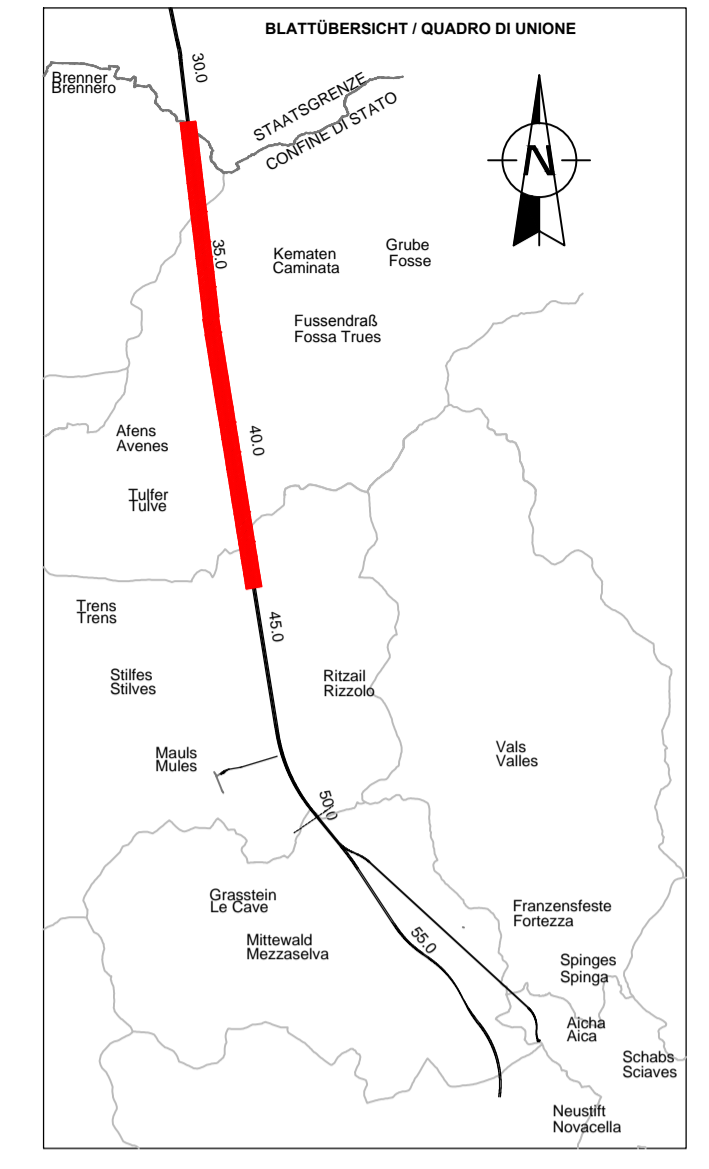 BLATTÜBERSICHT / QUADRO DI UNIONE
30.0
Brenner
Brennero
STAATSGRENZE
CONFINE DI STATO
N
35.0
Kematen
Caminata
Grube
Fosse
Fussendraß
Fossa Trues
40.0
Afens
Avenes
Tulfer
Tulve
45.0
Trens
Trens
Stilfes
Stilves
Ritzail
Rizzolo
Mauls
Mules
Vals
Valles
50.0
Grasstein
Le Cave
Franzensfeste
Fortezza
Mittewald
Mezzaselva
55.0
Spinges
Spinga
Aicha
Aica
Schabs
Sciaves
Neustift
Novacella